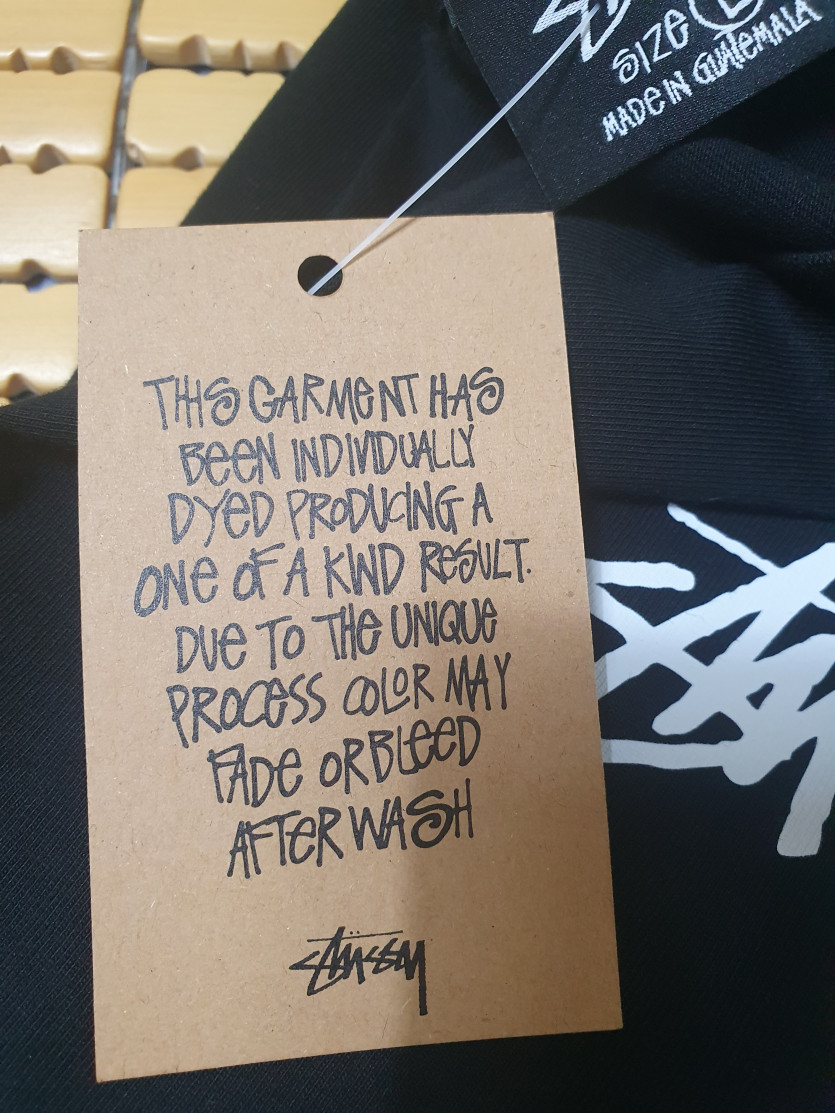 SIZE L
MADE IN GUATEMALA
THIS GARMENT HAS
BEEN INDIVIDUALLY
DYED PRODUCING A
ONE OF A KIND RESULT.
DUE TO THE UNIQUE
PROCESS COLOR MAY
FADE OR BLEED
AFTER WASH
Stüssy